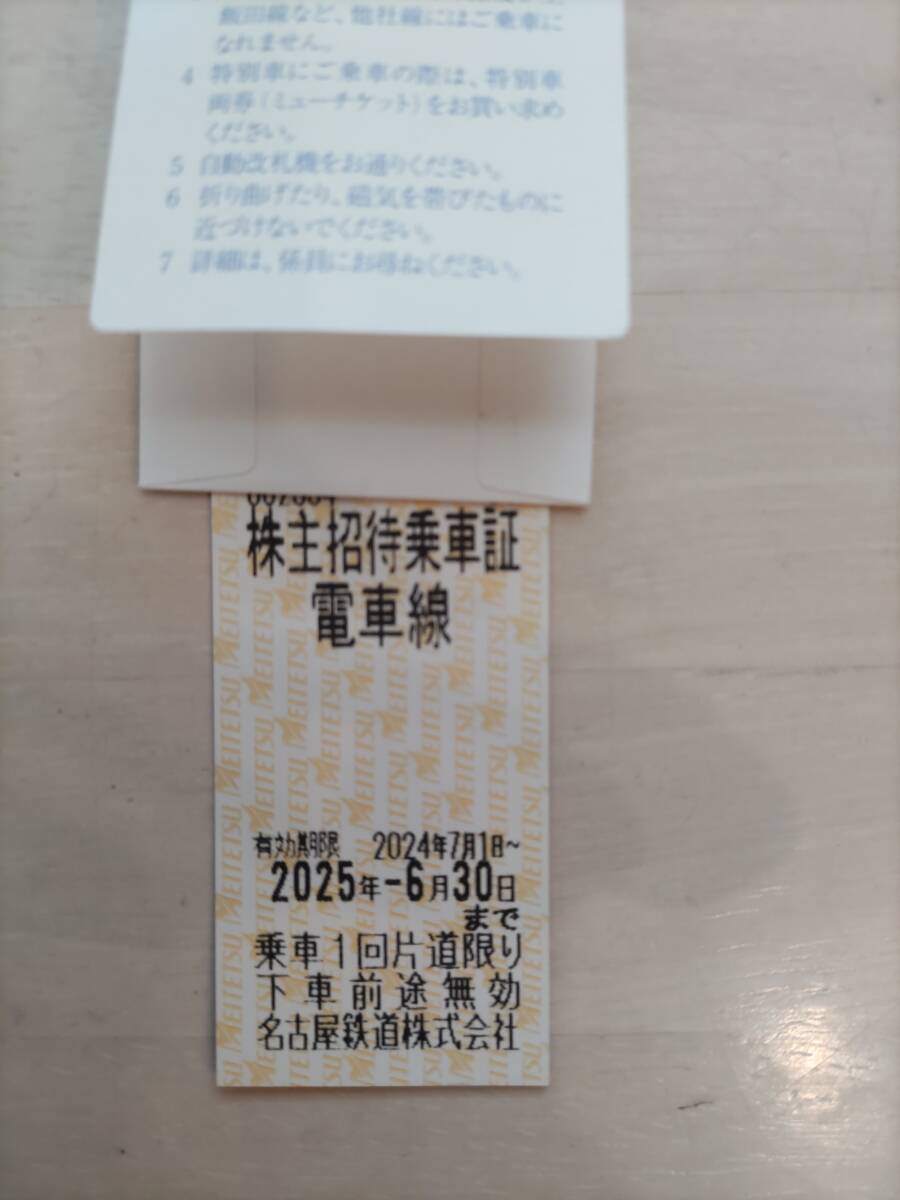 飯田線など、他社線にはご乗車に
なれません。
4 特別車にご乗車の際は、特別車
両券(ミューチケット)をお買い求め
ください。
5 自動改札機をお通りください。
6 折り曲げたり、磁気を帯びたものに
近づけないでください。
7 詳細は、係員にお尋ねください。
株主招待乗車証
電車線
有効期限 2024年7月1日~
2025年-6月30日
まで
乗車1回片道限り
下車前途無効
名古屋鉄道株式会社
MEITETSU